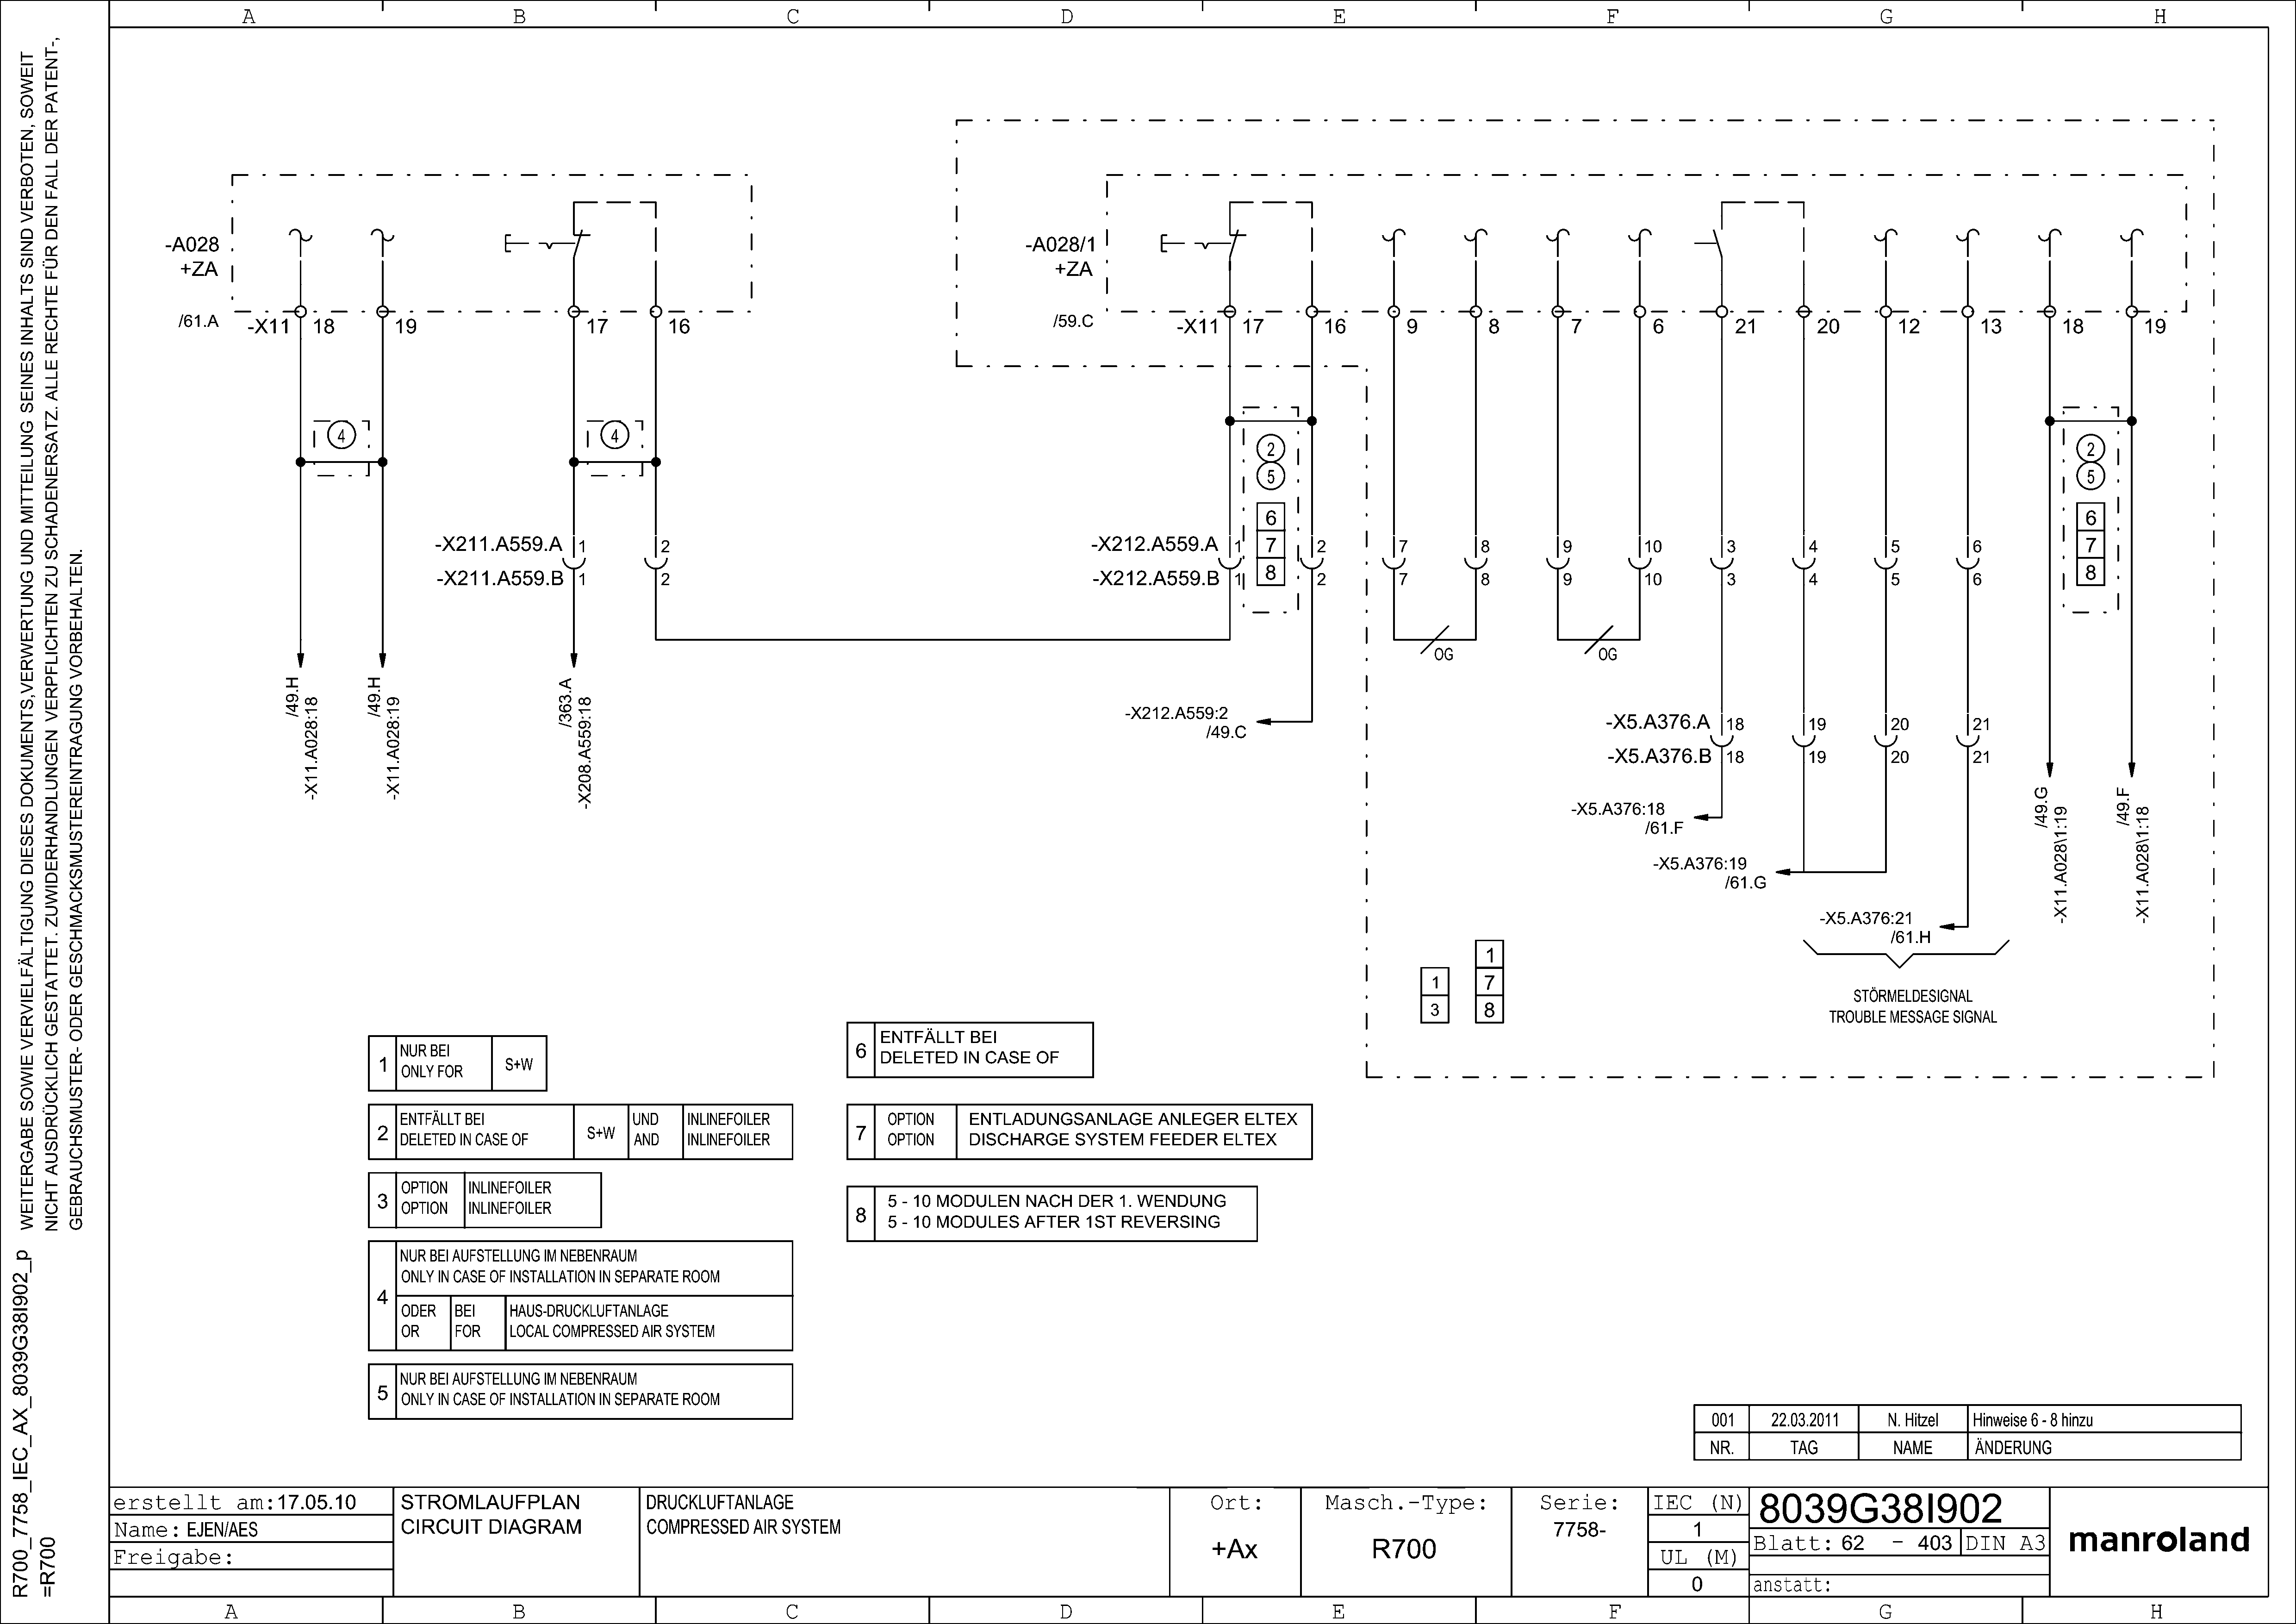 A B C D E F G H
WEITERGABE SOWIE VERVIELFÄLTIGUNG DIESES DOKUMENTS,VERWERTUNG UND MITTEILUNG SEINES INHALTS SIND VERBOTEN, SOWEIT
NICHT AUSDRÜCKLICH GESTATTET. ZUWIDERHANDLUNGEN VERPFLICHTEN ZU SCHADENERSATZ. ALLE RECHTE FÜR DEN FALL DER PATENT-,
GEBRAUCHSMUSTER- ODER GESCHMACKSMUSTEREINTRAGUNG VORBEHALTEN.
R700_7758_IEC_AX_8039G38I902_p
=R700
-A028
+ZA
/61.A
-X11 18 19 17 16
4
4
-X211.A559.A 1 2
-X211.A559.B 1 2
/49.H
-X11.A028:18
/49.H
-X11.A028:19
/363.A
-X208.A559:18
-A028/1
+ZA
/59.C
-X11 17 16 9 8 7 6 21 20 12 13 18 19
2
5
6
7
8
2
5
6
7
8
-X212.A559.A 1 2 7 8 9 10 3 4 5 6
-X212.A559.B 1 2 7 8 9 10 3 4 5 6
OG OG
-X212.A559:2
/49.C
-X5.A376.A 18 19 20 21
-X5.A376.B 18 19 20 21
-X5.A376:18
/61.F
-X5.A376:19
/61.G
-X5.A376:21
/61.H
/49.G
-X11.A028\1:19
/49.F
-X11.A028\1:18
STÖRMELDESIGNAL
TROUBLE MESSAGE SIGNAL
1
3
1
7
8
1 NUR BEI
ONLY FOR
S+W
2 ENTFÄLLT BEI
DELETED IN CASE OF
S+W
UND
AND
INLINEFOILER
INLINEFOILER
3 OPTION
OPTION
INLINEFOILER
INLINEFOILER
4 NUR BEI AUFSTELLUNG IM NEBENRAUM
ONLY IN CASE OF INSTALLATION IN SEPARATE ROOM
ODER
OR
BEI
FOR
HAUS-DRUCKLUFTANLAGE
LOCAL COMPRESSED AIR SYSTEM
5 NUR BEI AUFSTELLUNG IM NEBENRAUM
ONLY IN CASE OF INSTALLATION IN SEPARATE ROOM
6 ENTFÄLLT BEI
DELETED IN CASE OF
7 OPTION
OPTION
ENTLADUNGSANLAGE ANLEGER ELTEX
DISCHARGE SYSTEM FEEDER ELTEX
8 5 - 10 MODULEN NACH DER 1. WENDUNG
5 - 10 MODULES AFTER 1ST REVERSING
001 22.03.2011 N. Hitzel Hinweise 6 - 8 hinzu
NR. TAG NAME ÄNDERUNG
erstellt am:17.05.10
Name: EJEN/AES
Freigabe:
STROMLAUFPLAN
CIRCUIT DIAGRAM
DRUCKLUFTANLAGE
COMPRESSED AIR SYSTEM
Ort:
+Ax
Masch.-Type:
R700
Serie:
7758-
IEC (N)
1
UL (M)
0
8039G38I902
Blatt: 62 - 403 DIN A3
anstatt:
manroland
A B C D E F G H